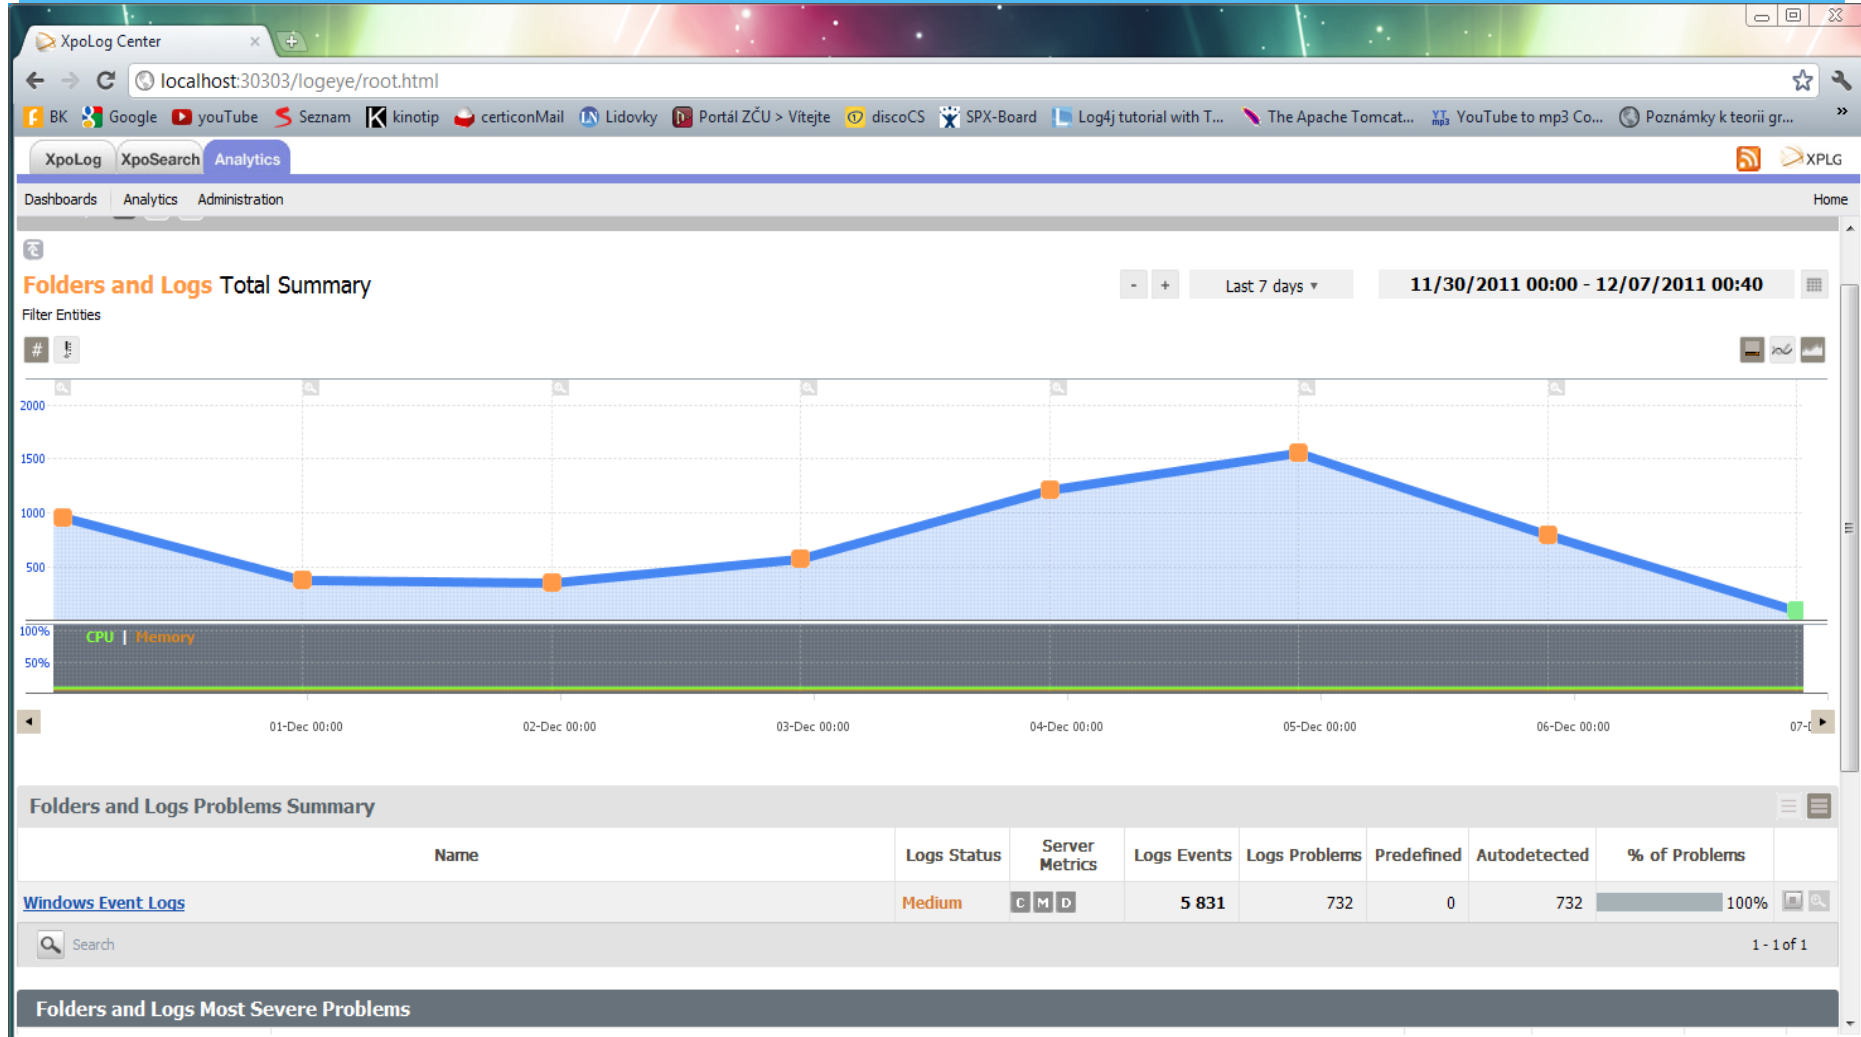 XpoLog Center
localhost:30303/logeye/root.html
BK Google youTube Seznam kinotip certiconMail Lidovky Portál ZČU > Vítejte discoCS SPX-Board Log4j tutorial with T... The Apache Tomcat... YouTube to mp3 Co... Poznámky k teorii gr... »
XpoLog XpoSearch Analytics XPLG
Dashboards Analytics Administration Home
Folders and Logs Total Summary - + Last 7 days 11/30/2011 00:00 - 12/07/2011 00:40
Filter Entities
#
2000
1500
1000
500
100% CPU | Memory
50%
01-Dec 00:00 02-Dec 00:00 03-Dec 00:00 04-Dec 00:00 05-Dec 00:00 06-Dec 00:00 07-
Folders and Logs Problems Summary
Name Logs Status Server Metrics Logs Events Logs Problems Predefined Autodetected % of Problems
Windows Event Logs Medium C M D 5 831 732 0 732 100%
Search 1 - 1 of 1
Folders and Logs Most Severe Problems